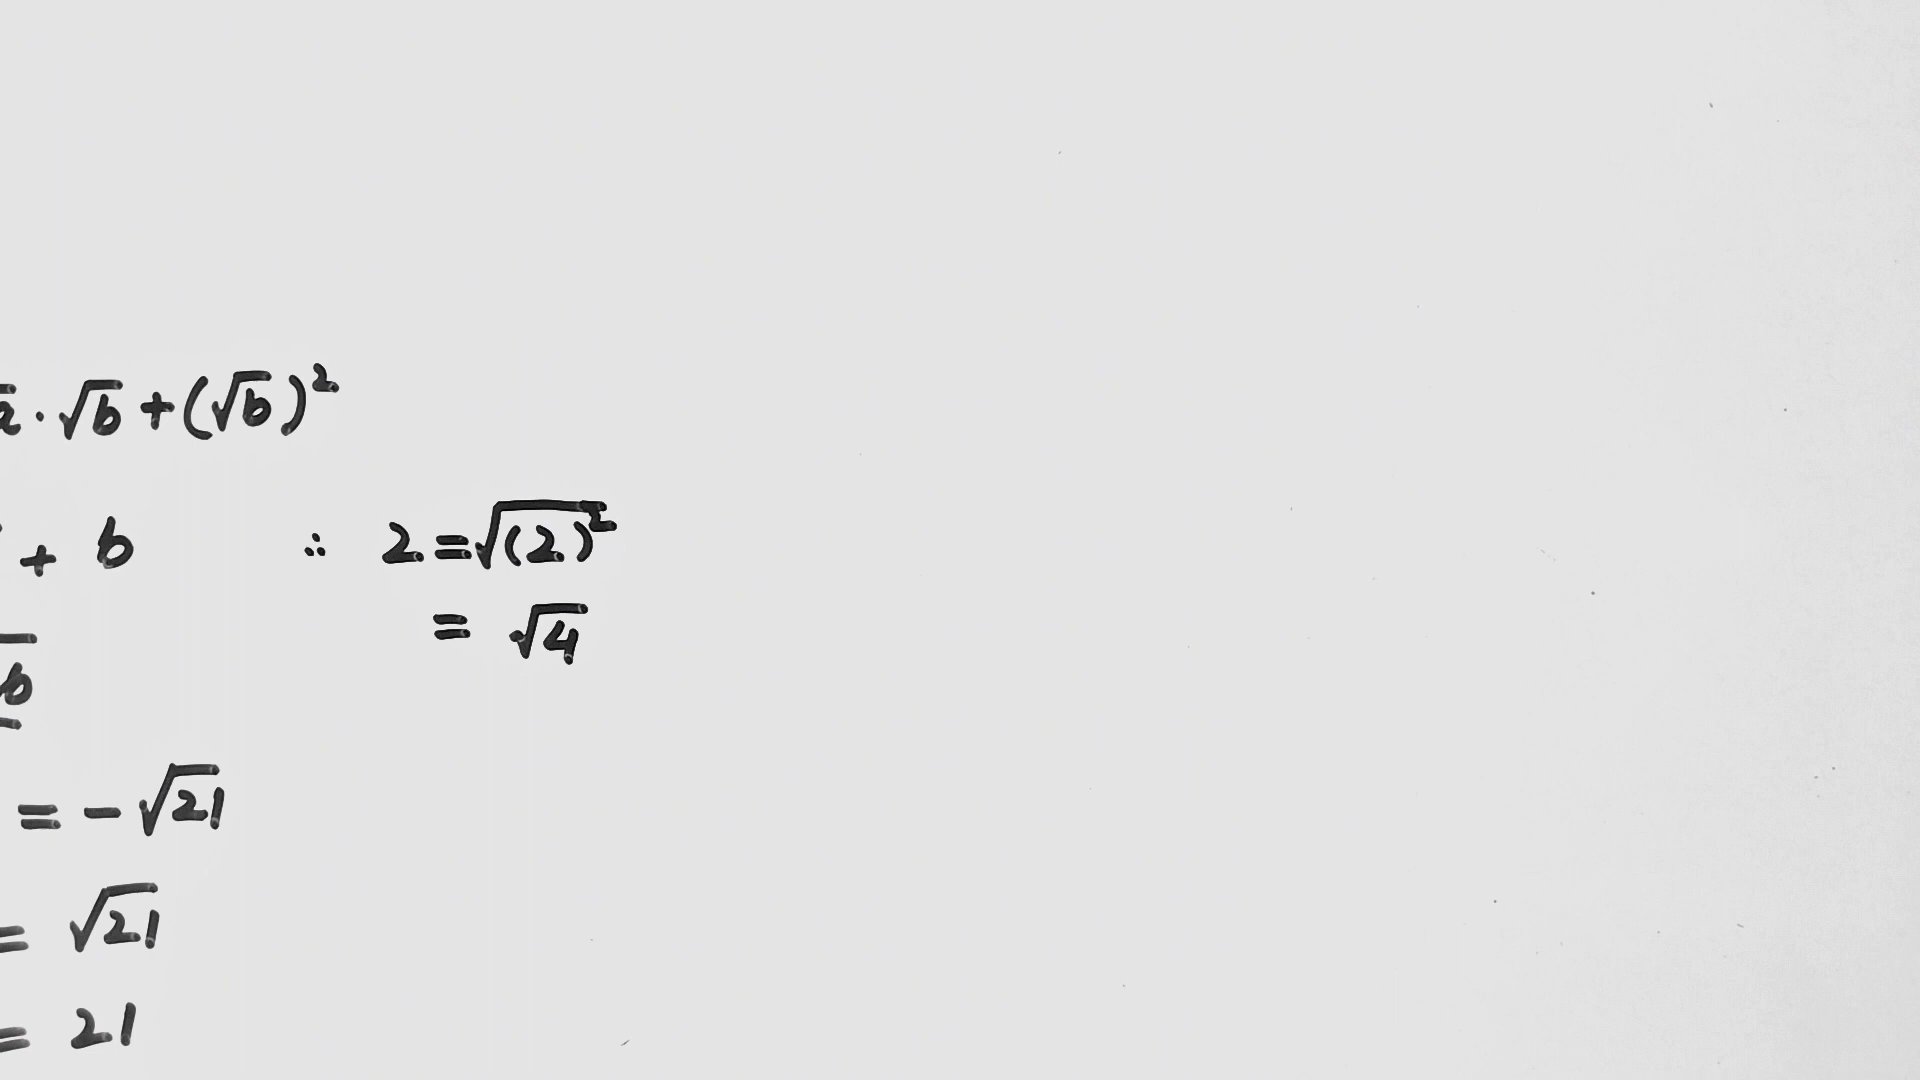 a · √b + (√b)²
+ b ∴ 2 = √(2)²
= √4
b
= - √21
= √21
= 21